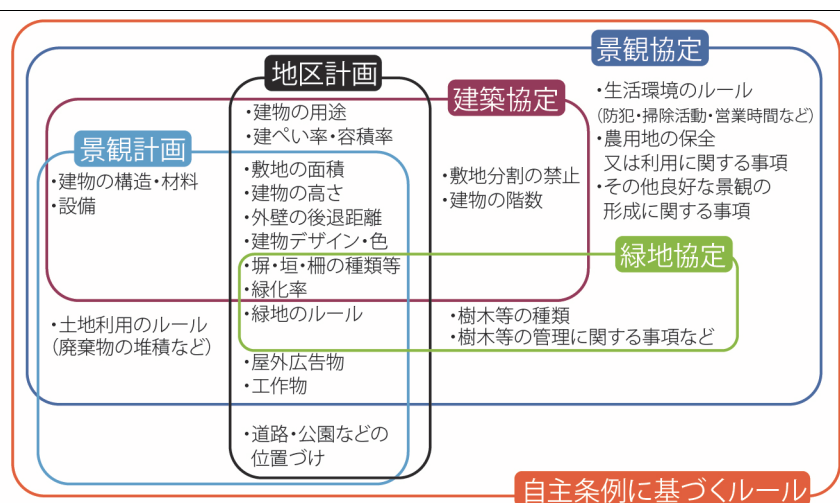 景観協定
地区計画
建築協定
・生活環境のルール
(防犯・掃除活動・営業時間など)
・農用地の保全
又は利用に関する事項
・その他良好な景観の
形成に関する事項
・建物の用途
・建ぺい率・容積率
景観計画
・建物の構造・材料
・設備
・敷地の面積
・建物の高さ
・外壁の後退距離
・建物デザイン・色
・塀・垣・柵の種類等
・緑化率
・緑地のルール
・敷地分割の禁止
・建物の階数
緑地協定
・土地利用のルール
(廃棄物の堆積など)
・樹木等の種類
・樹木等の管理に関する事項など
・屋外広告物
・工作物
・道路・公園などの
位置づけ
自主条例に基づくルール